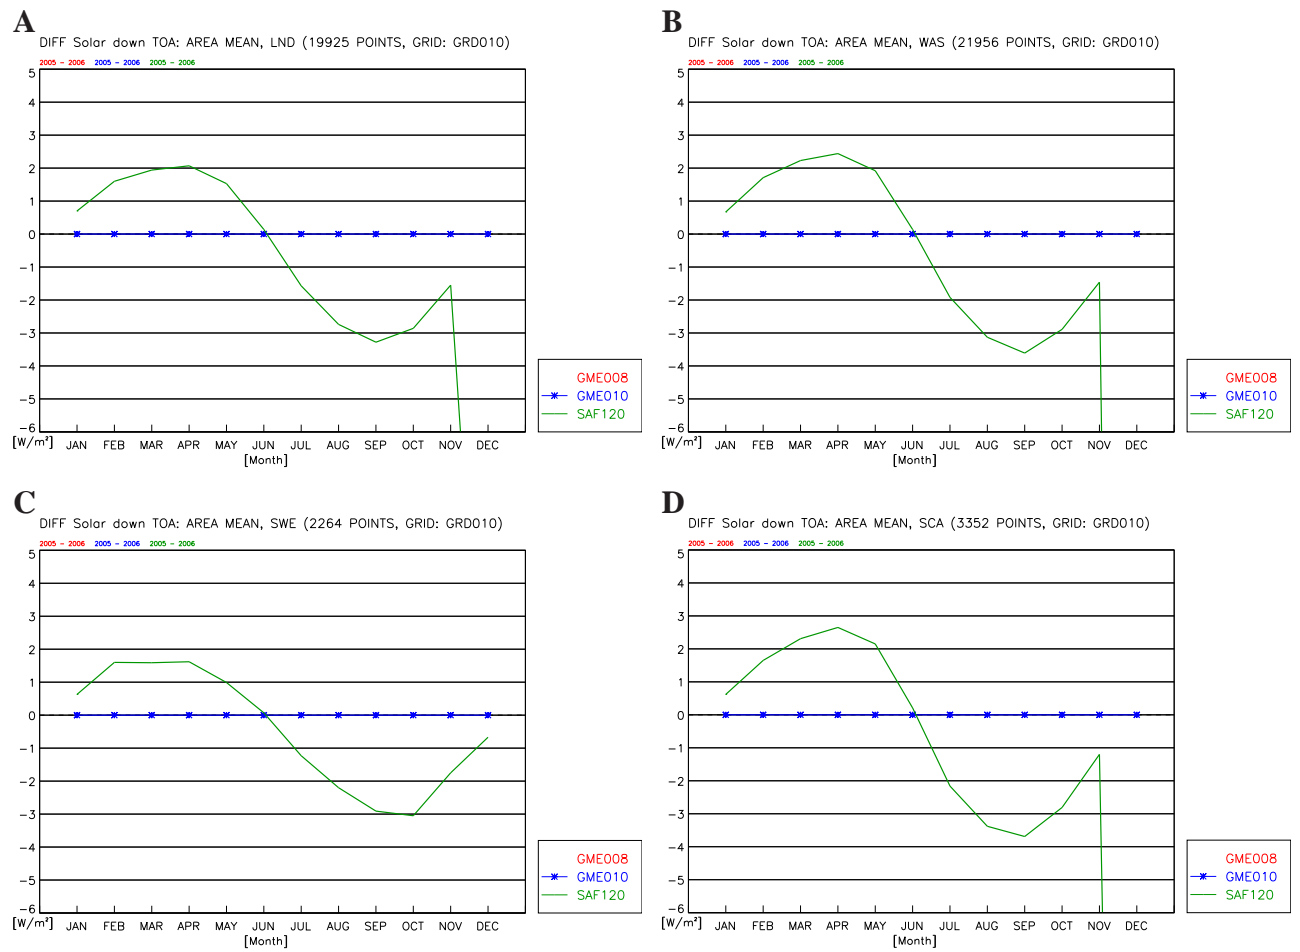 A
DIFF Solar down TOA: AREA MEAN, LND (19925 POINTS, GRID: GRD010)
2005 - 2006 2005 - 2006 2005 - 2006
5
4
3
2
1
0
-1
-2
-3
-4
-5
-6
[W/m²]
JAN FEB MAR APR MAY JUN JUL AUG SEP OCT NOV DEC
[Month]
GME008
GME010
SAF120
B
DIFF Solar down TOA: AREA MEAN, WAS (21956 POINTS, GRID: GRD010)
2005 - 2006 2005 - 2006 2005 - 2006
5
4
3
2
1
0
-1
-2
-3
-4
-5
-6
[W/m²]
JAN FEB MAR APR MAY JUN JUL AUG SEP OCT NOV DEC
[Month]
GME008
GME010
SAF120
C
DIFF Solar down TOA: AREA MEAN, SWE (2264 POINTS, GRID: GRD010)
2005 - 2006 2005 - 2006 2005 - 2006
5
4
3
2
1
0
-1
-2
-3
-4
-5
-6
[W/m²]
JAN FEB MAR APR MAY JUN JUL AUG SEP OCT NOV DEC
[Month]
GME008
GME010
SAF120
D
DIFF Solar down TOA: AREA MEAN, SCA (3352 POINTS, GRID: GRD010)
2005 - 2006 2005 - 2006 2005 - 2006
5
4
3
2
1
0
-1
-2
-3
-4
-5
-6
[W/m²]
JAN FEB MAR APR MAY JUN JUL AUG SEP OCT NOV DEC
[Month]
GME008
GME010
SAF120